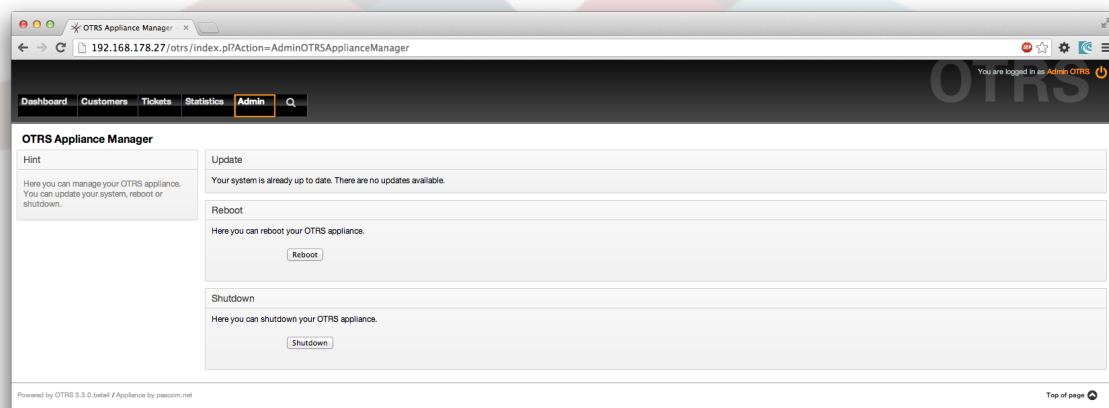 OTRS Appliance Manager
192.168.178.27/otrs/index.pl?Action=AdminOTRSApplianceManager
OTRS
You are logged in as Admin OTRS
Dashboard Customers Tickets Statistics Admin
OTRS Appliance Manager
Hint
Here you can manage your OTRS appliance.
You can update your system, reboot or
shutdown.
Update
Your system is already up to date. There are no updates available.
Reboot
Here you can reboot your OTRS appliance.
Reboot
Shutdown
Here you can shutdown your OTRS appliance.
Shutdown
Powered by OTRS 3.3.0.beta4 / Appliance by pascom.net
Top of page